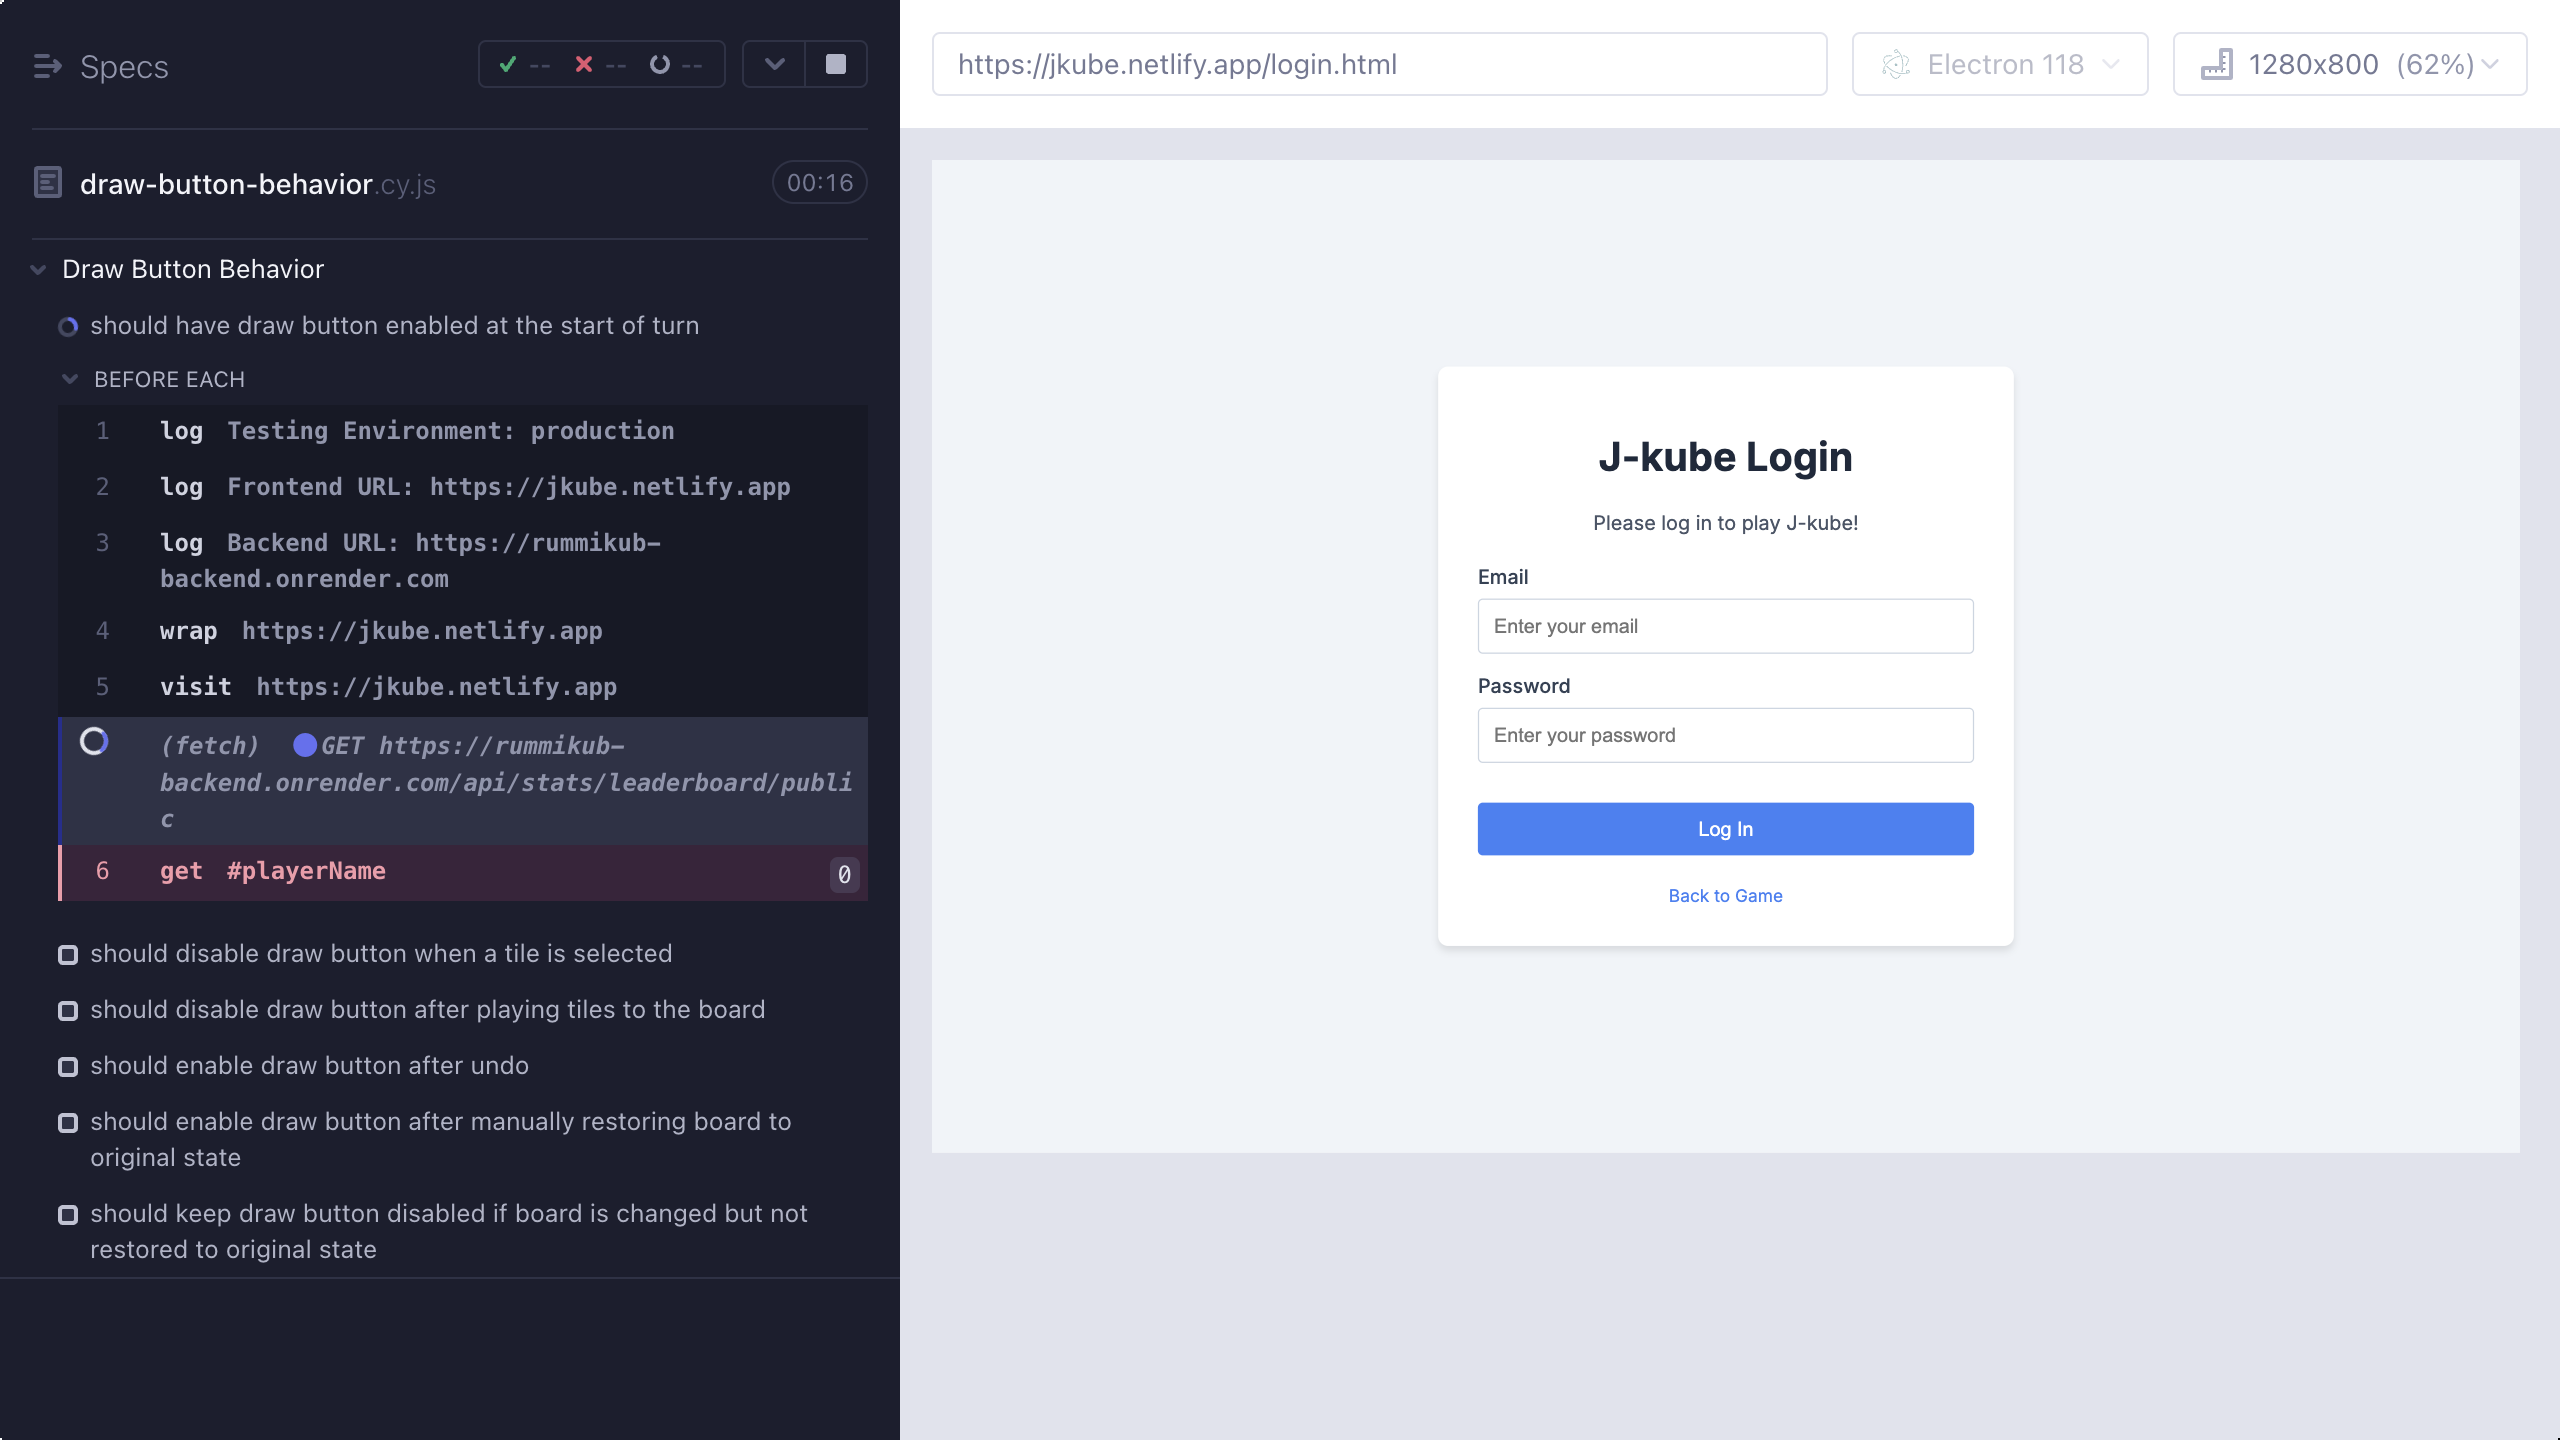 Specs
--
--
--
draw-button-behavior.cy.js
00:16
Draw Button Behavior
should have draw button enabled at the start of turn
BEFORE EACH
1 log Testing Environment: production
2 log Frontend URL: https://jkube.netlify.app
3 log Backend URL: https://rummikub-
backend.onrender.com
4 wrap https://jkube.netlify.app
5 visit https://jkube.netlify.app
(fetch) GET https://rummikub-
backend.onrender.com/api/stats/leaderboard/publi
c
6 get #playerName 0
should disable draw button when a tile is selected
should disable draw button after playing tiles to the board
should enable draw button after undo
should enable draw button after manually restoring board to
original state
should keep draw button disabled if board is changed but not
restored to original state
https://jkube.netlify.app/login.html
Electron 118
1280x800 (62%)
J-kube Login
Please log in to play J-kube!
Email
Enter your email
Password
Enter your password
Log In
Back to Game